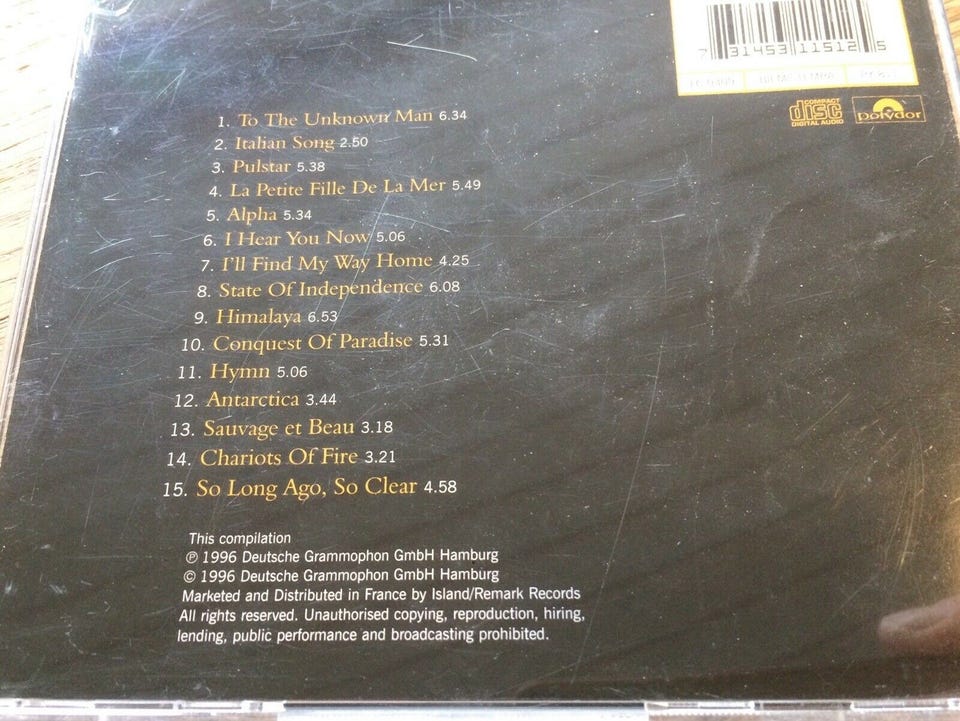 7 31453 11512 5
COMPACT
disc
DIGITAL AUDIO
polydor
1. To The Unknown Man 6.34
2. Italian Song 2.50
3. Pulstar 5.38
4. La Petite Fille De La Mer 5.49
5. Alpha 5.34
6. I Hear You Now 5.06
7. I'll Find My Way Home 4.25
8. State Of Independence 6.08
9. Himalaya 6.53
10. Conquest Of Paradise 5.31
11. Hymn 5.06
12. Antarctica 3.44
13. Sauvage et Beau 3.18
14. Chariots Of Fire 3.21
15. So Long Ago, So Clear 4.58
This compilation
℗ 1996 Deutsche Grammophon GmbH Hamburg
© 1996 Deutsche Grammophon GmbH Hamburg
Marketed and Distributed in France by Island/Remark Records
All rights reserved. Unauthorised copying, reproduction, hiring,
lending, public performance and broadcasting prohibited.